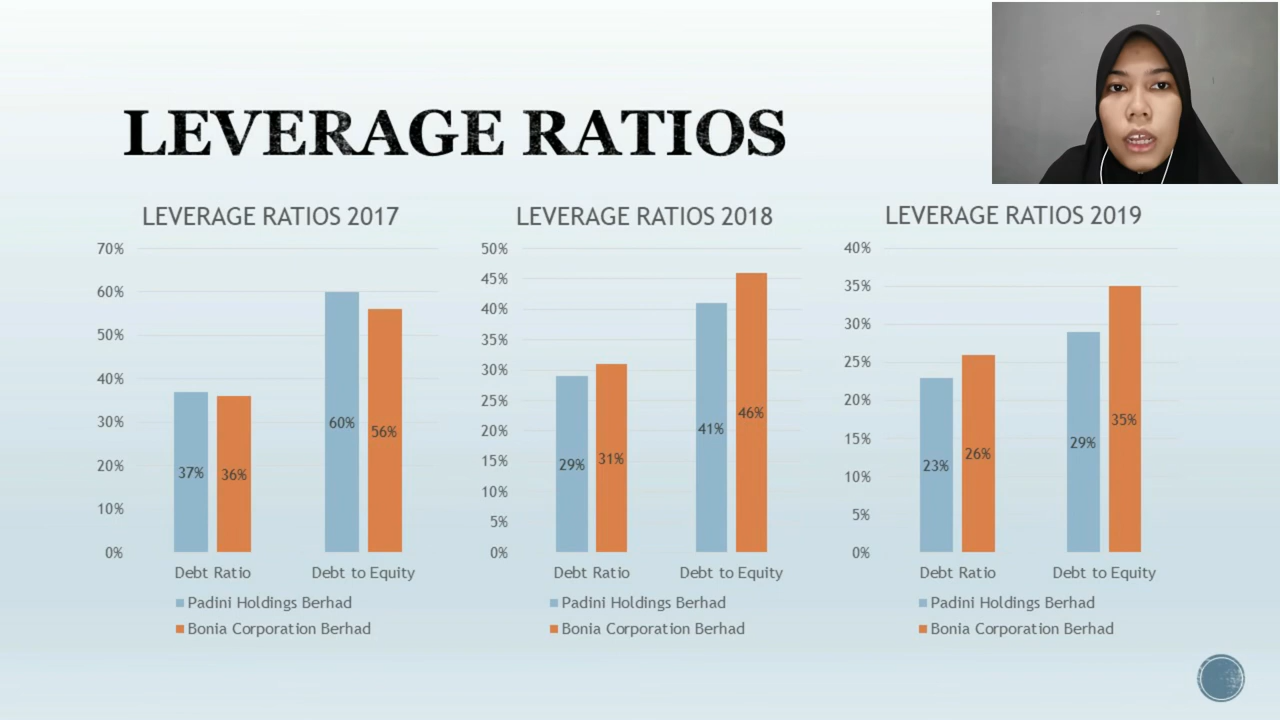 LEVERAGE RATIOS
LEVERAGE RATIOS 2017
70%
60%
50%
40%
30%
20%
10%
0%
37%
36%
60%
56%
Debt Ratio
Debt to Equity
Padini Holdings Berhad
Bonia Corporation Berhad
LEVERAGE RATIOS 2018
50%
45%
40%
35%
30%
25%
20%
15%
10%
5%
0%
29%
31%
41%
46%
Debt Ratio
Debt to Equity
Padini Holdings Berhad
Bonia Corporation Berhad
LEVERAGE RATIOS 2019
40%
35%
30%
25%
20%
15%
10%
5%
0%
23%
26%
29%
35%
Debt Ratio
Debt to Equity
Padini Holdings Berhad
Bonia Corporation Berhad